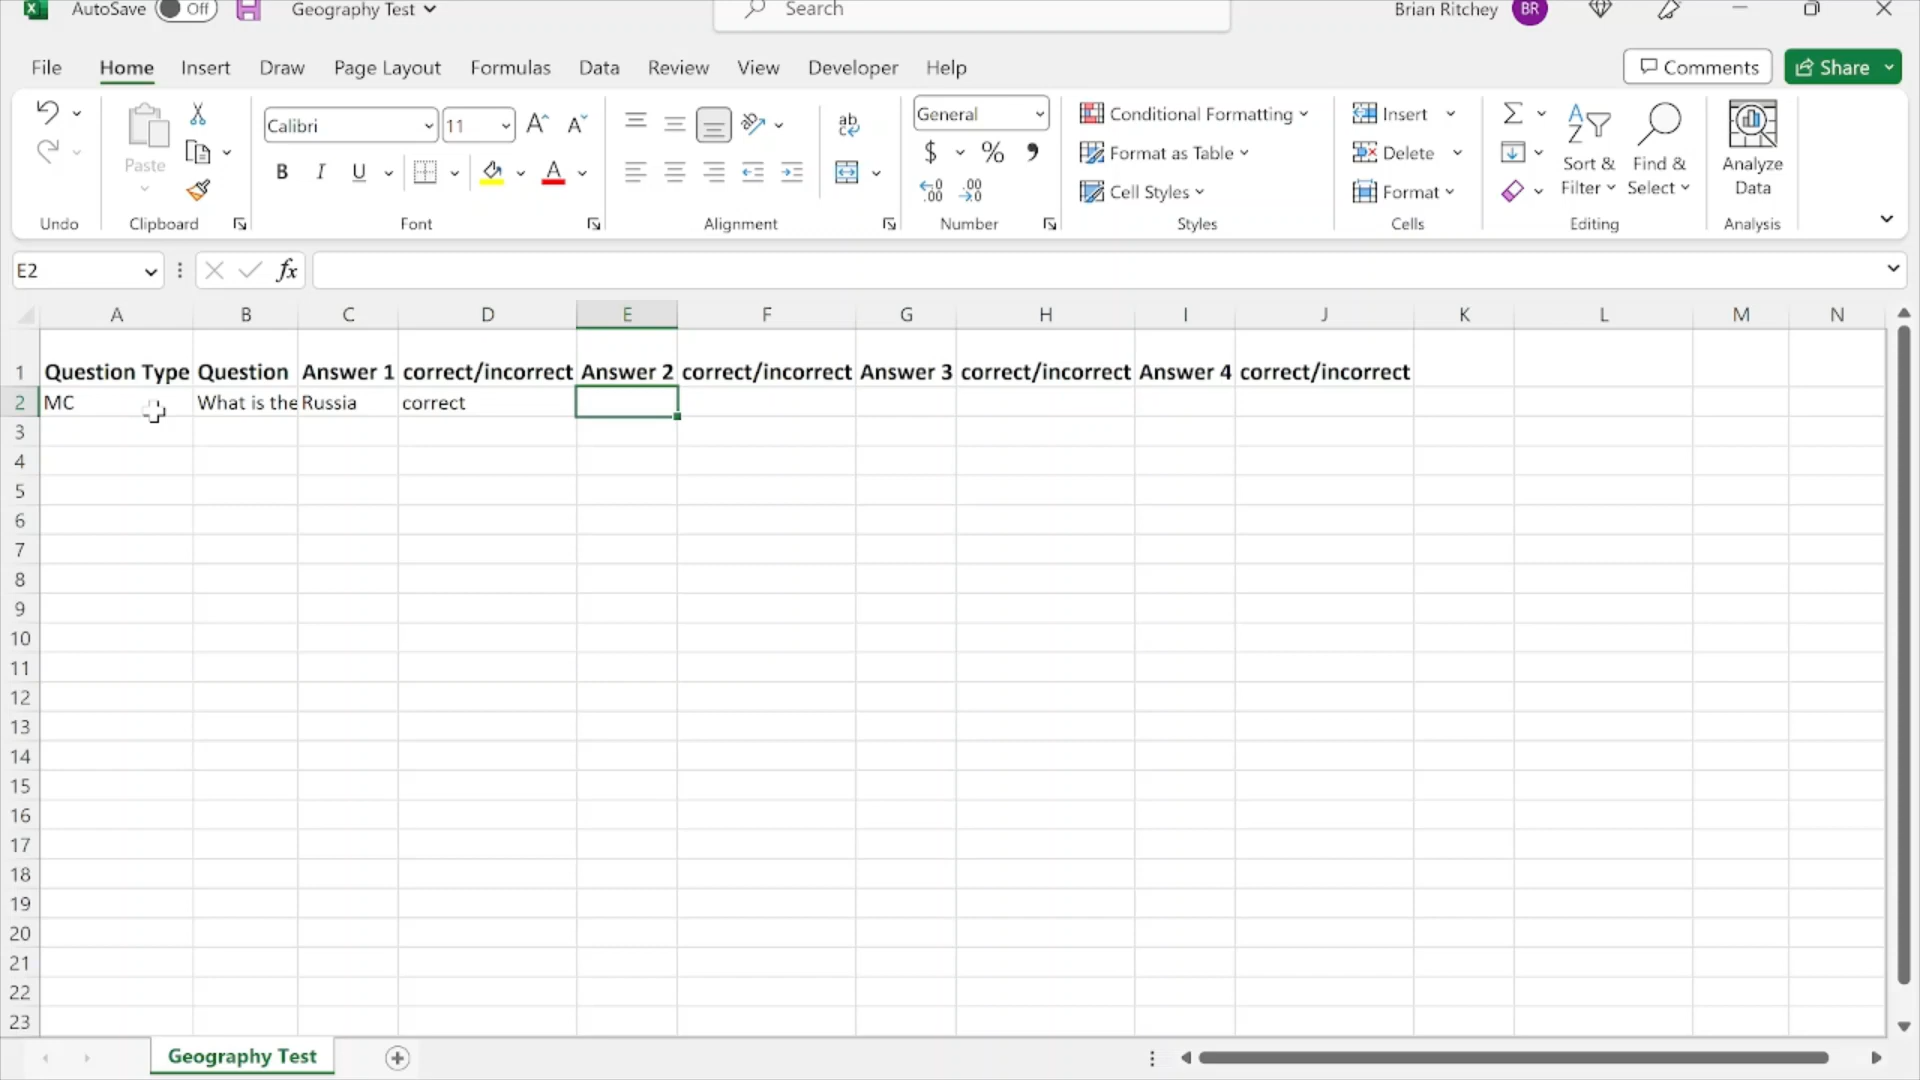 AutoSave Off Geography Test Search Brian Ritchey BR
File Home Insert Draw Page Layout Formulas Data Review View Developer Help Comments Share
Calibri 11 General Conditional Formatting Insert
Paste B I U $ % Format as Table Delete Sort & Filter Find & Select Analyze Data
Cell Styles Format
Undo Clipboard Font Alignment Number Styles Cells Editing Analysis
E2 fx
A B C D E F G H I J K L M N
1 Question Type Question Answer 1 correct/incorrect Answer 2 correct/incorrect Answer 3 correct/incorrect Answer 4 correct/incorrect
2 MC What is the Russia correct
3
4
5
6
7
8
9
10
11
12
13
14
15
16
17
18
19
20
21
22
23
Geography Test